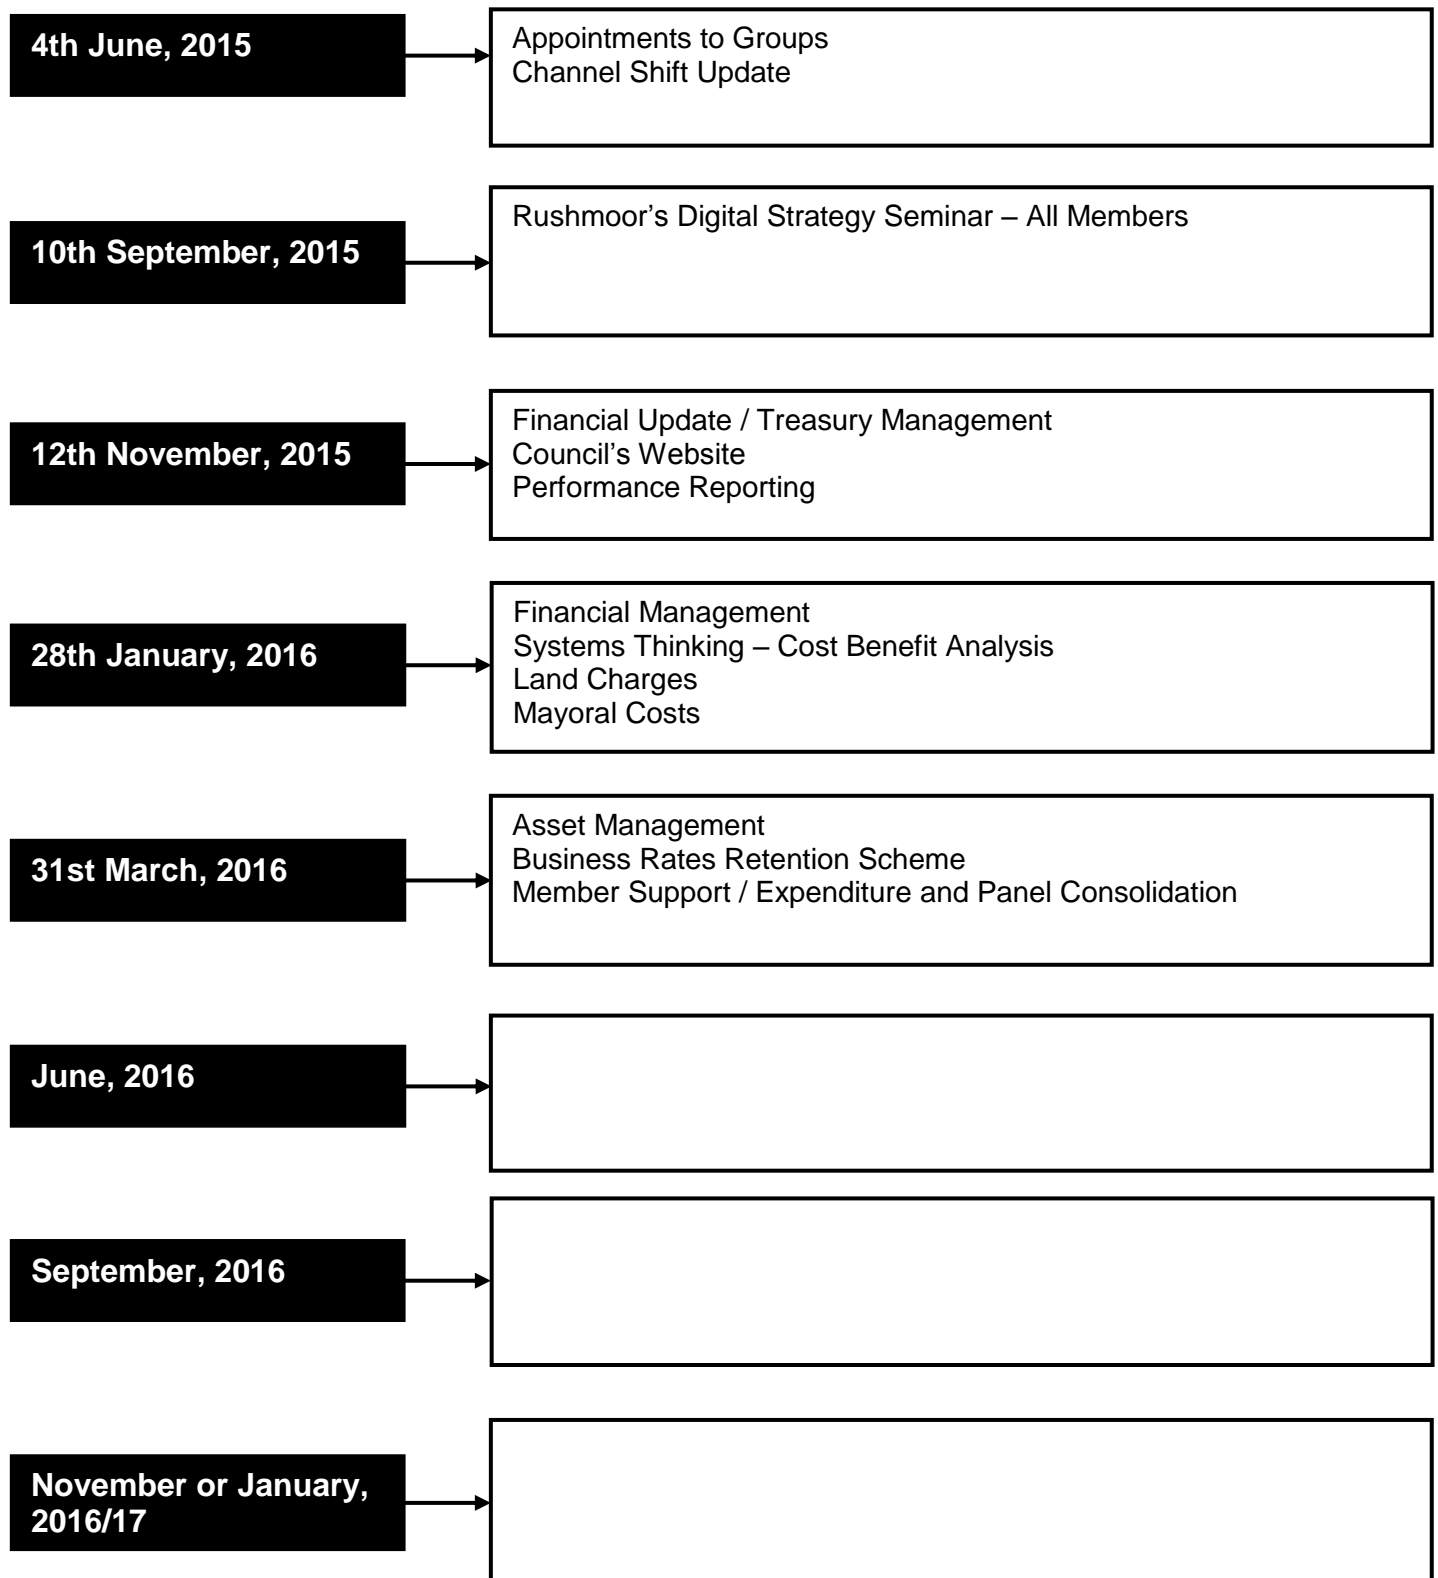 4th June, 2015
Appointments to Groups
Channel Shift Update
10th September, 2015
Rushmoor’s Digital Strategy Seminar – All Members
12th November, 2015
Financial Update / Treasury Management
Council’s Website
Performance Reporting
28th January, 2016
Financial Management
Systems Thinking – Cost Benefit Analysis
Land Charges
Mayoral Costs
31st March, 2016
Asset Management
Business Rates Retention Scheme
Member Support / Expenditure and Panel Consolidation
June, 2016
September, 2016
November or January,
2016/17